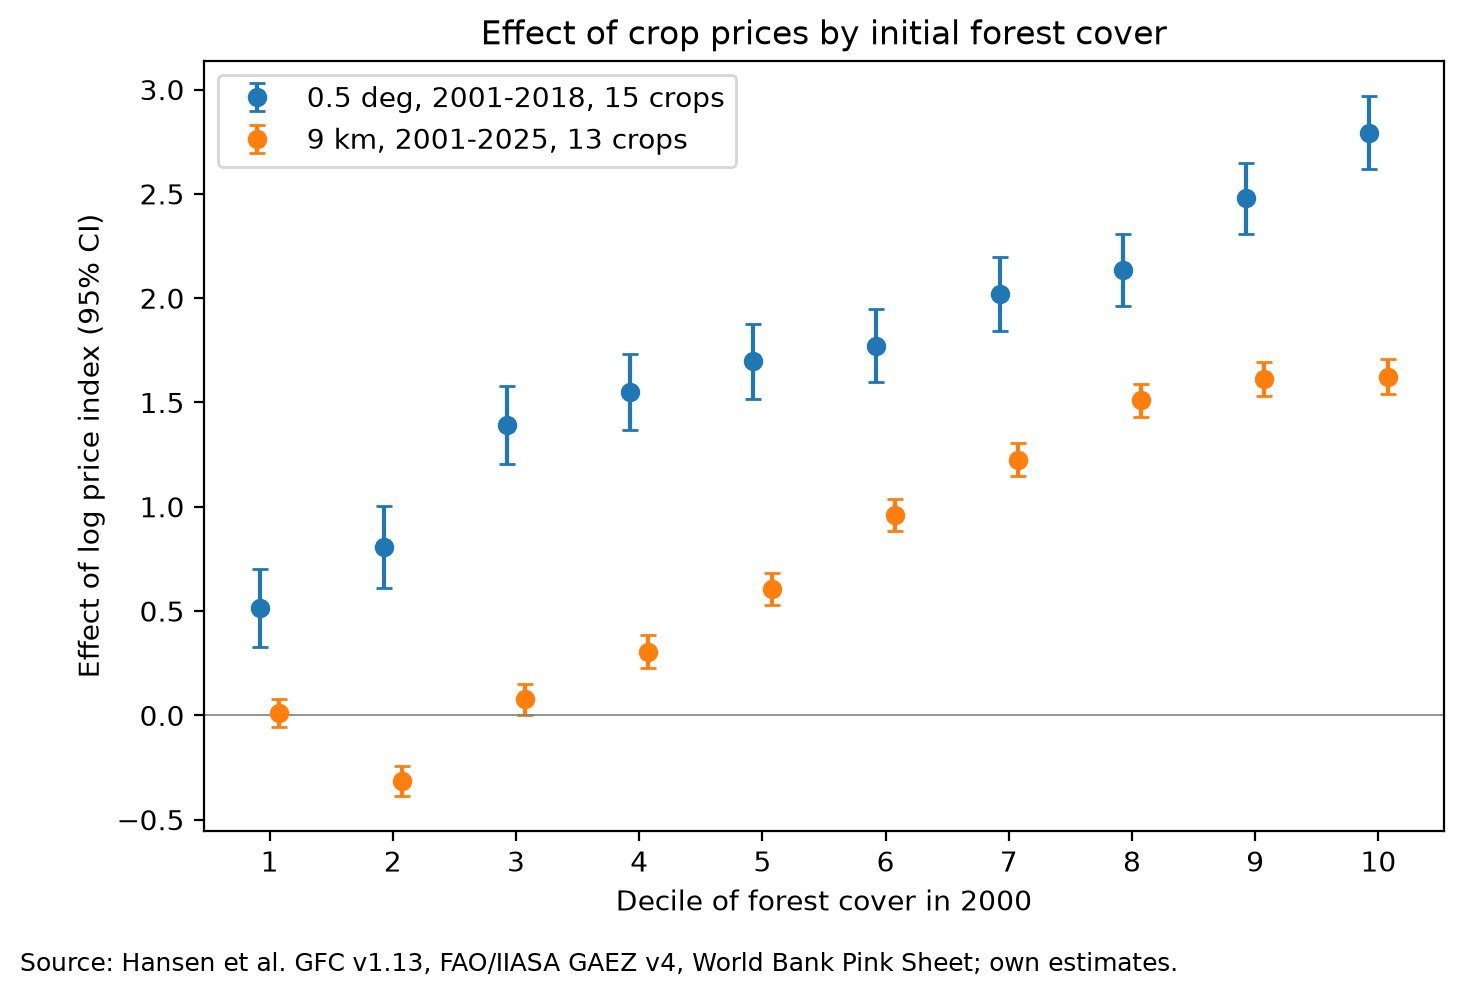 Effect of crop prices by initial forest cover
0.5 deg, 2001-2018, 15 crops
9 km, 2001-2025, 13 crops
Effect of log price index (95% CI)
3.0
2.5
2.0
1.5
1.0
0.5
0.0
−0.5
1 2 3 4 5 6 7 8 9 10
Decile of forest cover in 2000
Source: Hansen et al. GFC v1.13, FAO/IIASA GAEZ v4, World Bank Pink Sheet; own estimates.